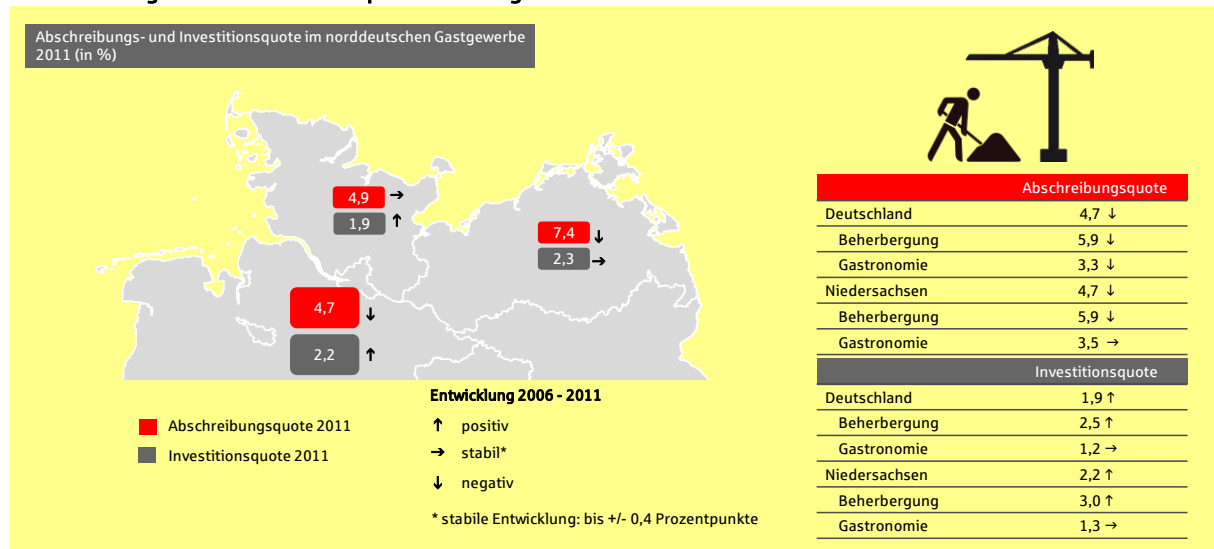 Abschreibungs- und Investitionsquote im norddeutschen Gastgewerbe
2011 (in %)
4,9 →
1,9 ↑
7,4 ↓
2,3 →
4,7 ↓
2,2 ↑
Abschreibungsquote 2011
Investitionsquote 2011
Entwicklung 2006 - 2011
↑ positiv
→ stabil*
↓ negativ
* stabile Entwicklung: bis +/- 0,4 Prozentpunkte
Abschreibungsquote
Deutschland 4,7 ↓
Beherbergung 5,9 ↓
Gastronomie 3,3 ↓
Niedersachsen 4,7 ↓
Beherbergung 5,9 ↓
Gastronomie 3,5 →
Investitionsquote
Deutschland 1,9 ↑
Beherbergung 2,5 ↑
Gastronomie 1,2 →
Niedersachsen 2,2 ↑
Beherbergung 3,0 ↑
Gastronomie 1,3 →